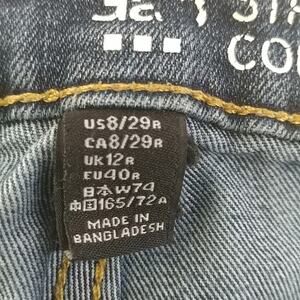 US8/29R
CA8/29R
UK12R
EU40R
日本W74
中国165/72A
MADE IN
BANGLADESH